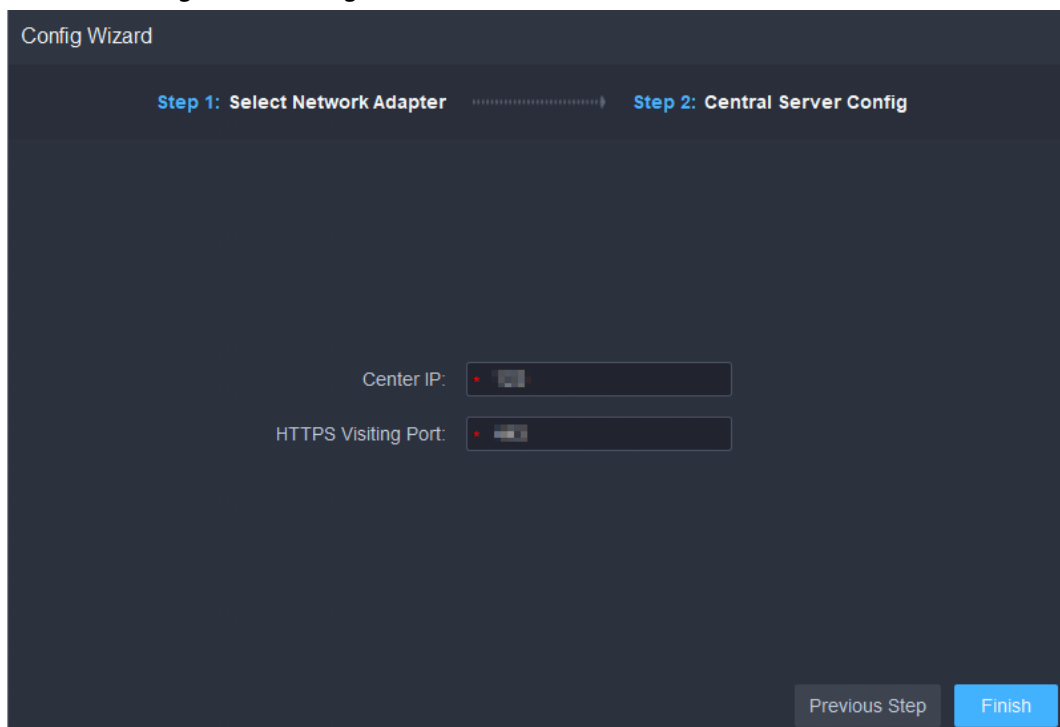 Config Wizard
Step 1: Select Network Adapter Step 2: Central Server Config
Center IP: *
HTTPS Visiting Port: *
Previous Step Finish